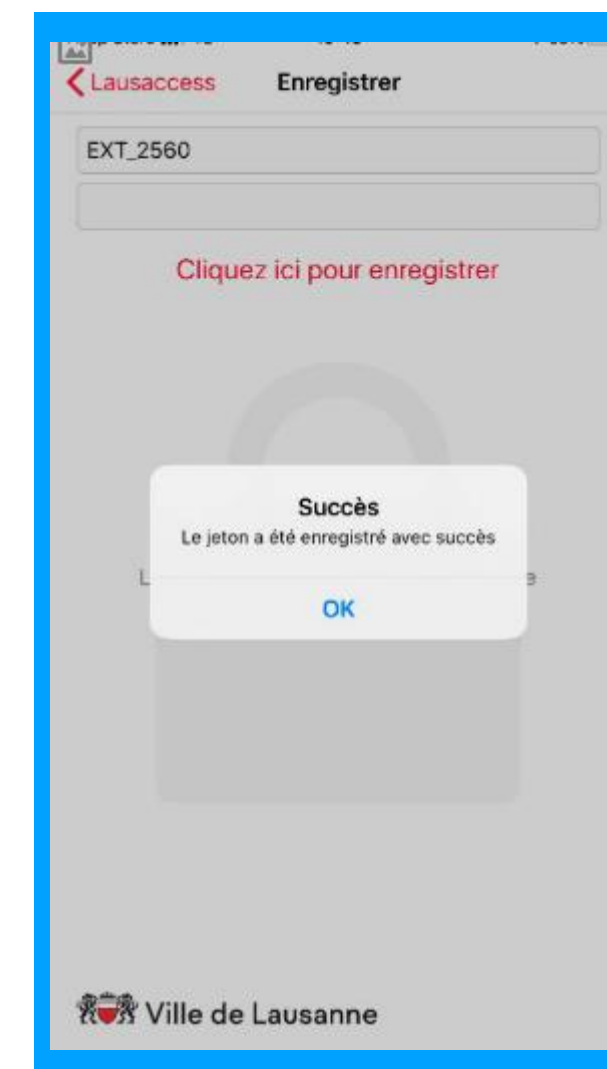 Lausaccess Enregistrer
EXT_2560
Cliquez ici pour enregistrer
Succès
Le jeton a été enregistré avec succès
OK
Ville de Lausanne